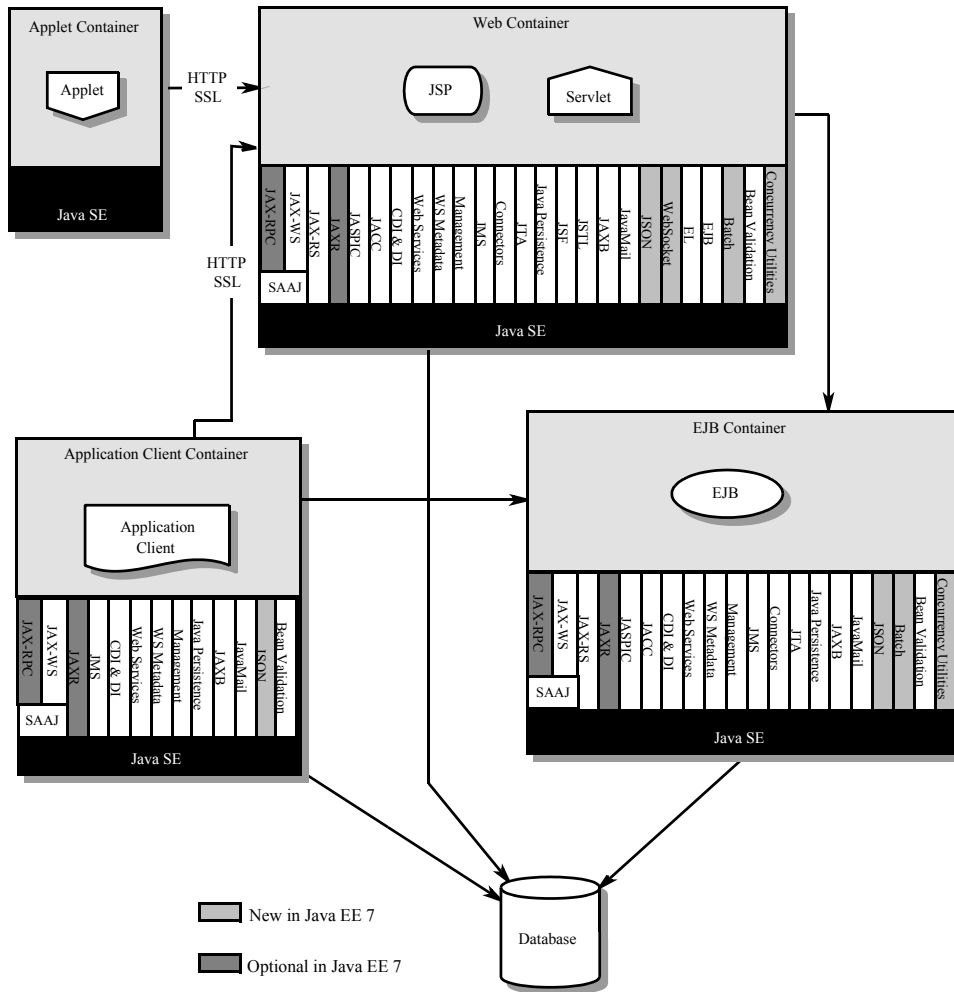 Applet Container
Applet
Java SE
HTTP
SSL
HTTP
SSL
Web Container
JSP
Servlet
JAX-RPC
JAX-WS
SAAJ
JAX-RS
JAXR
JASPIC
JACC
CDI & DI
Web Services
WS Metadata
Management
JMS
Connectors
JTA
Java Persistence
JSF
JSTL
JAXB
JavaMail
JSON
WebSocket
EL
EJB
Batch
Bean Validation
Concurrency Utilities
Java SE
Application Client Container
Application
Client
JAX-RPC
JAX-WS
SAAJ
JAXR
JMS
CDI & DI
Web Services
WS Metadata
Management
Java Persistence
JAXB
JavaMail
JSON
Bean Validation
Java SE
EJB Container
EJB
JAX-RPC
JAX-WS
SAAJ
JAX-RS
JAXR
JASPIC
JACC
CDI & DI
Web Services
WS Metadata
Management
JMS
Connectors
JTA
Java Persistence
JAXB
JavaMail
JSON
Batch
Bean Validation
Concurrency Utilities
Java SE
Database
New in Java EE 7
Optional in Java EE 7